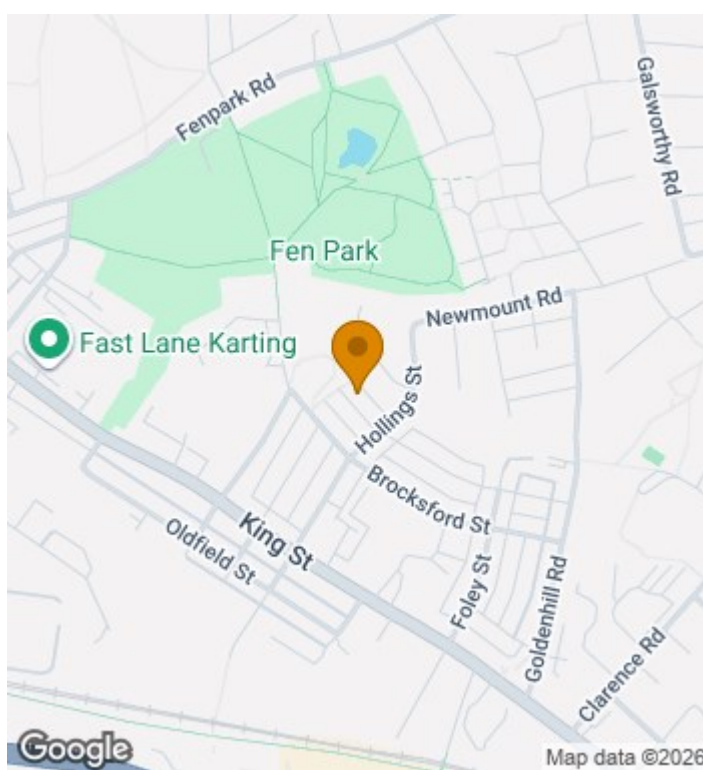 Fenpark Rd
Galsworthy Rd
Fen Park
Newmount Rd
Fast Lane Karting
Hollings St
Brocksford St
King St
Oldfield St
Foley St
Goldenhill Rd
Clarence Rd
Google
Map data ©2026